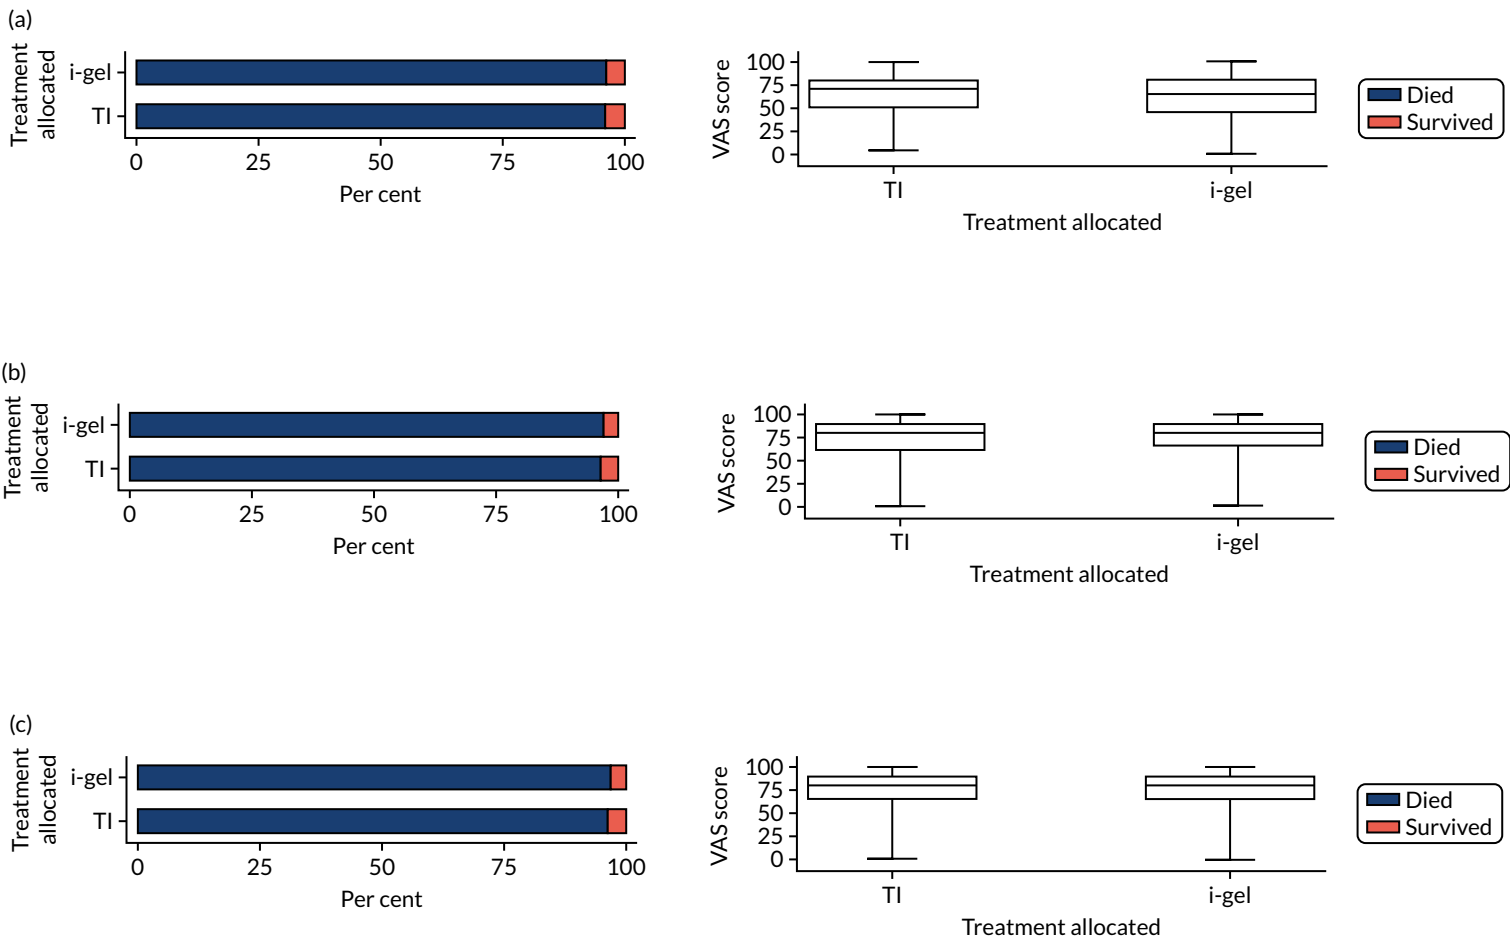 (a)
Treatment
allocated
i-gel
TI
0 25 50 75 100
Per cent
VAS score
100
75
50
25
0
TI i-gel
Treatment allocated
Died
Survived
(b)
Treatment
allocated
i-gel
TI
0 25 50 75 100
Per cent
VAS score
100
75
50
25
0
TI i-gel
Treatment allocated
Died
Survived
(c)
Treatment
allocated
i-gel
TI
0 25 50 75 100
Per cent
VAS score
100
75
50
25
0
TI i-gel
Treatment allocated
Died
Survived